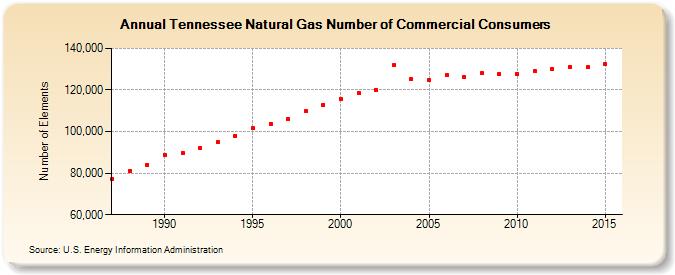 Annual Tennessee Natural Gas Number of Commercial Consumers
Number of Elements
140,000
120,000
100,000
80,000
60,000
1990 1995 2000 2005 2010 2015
Source: U.S. Energy Information Administration